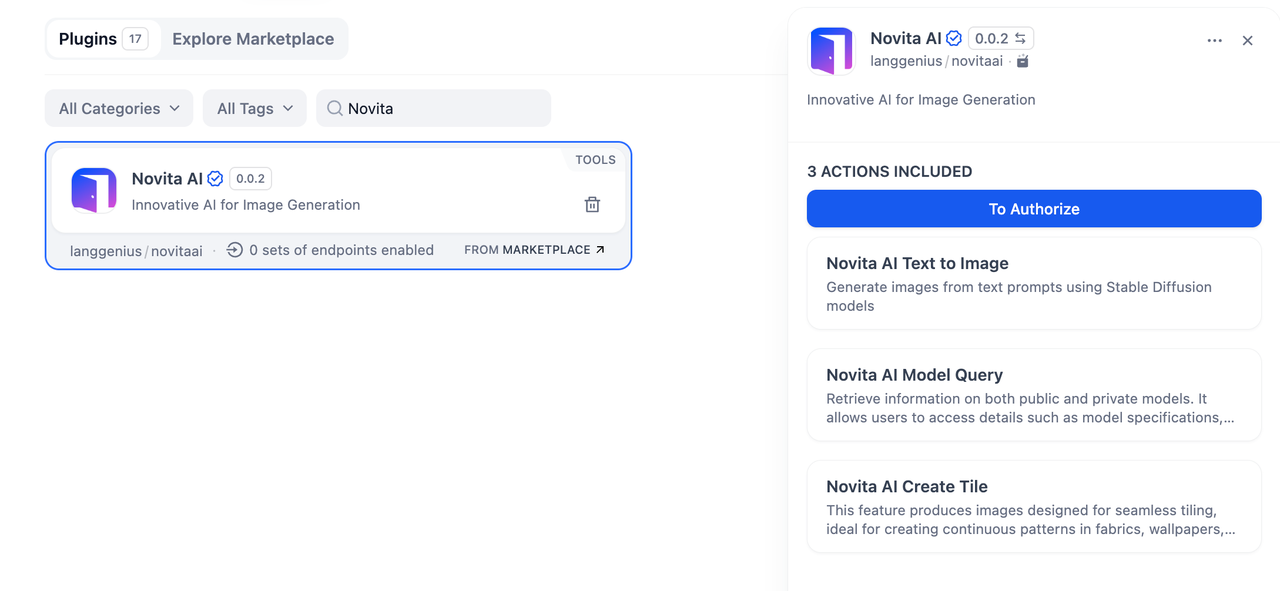 Plugins 17 Explore Marketplace
All Categories All Tags Novita
TOOLS
Novita AI 0.0.2
Innovative AI for Image Generation
langgenius / novitaai · 0 sets of endpoints enabled FROM MARKETPLACE
Novita AI 0.0.2
langgenius / novitaai ·
Innovative AI for Image Generation
3 ACTIONS INCLUDED
To Authorize
Novita AI Text to Image
Generate images from text prompts using Stable Diffusion
models
Novita AI Model Query
Retrieve information on both public and private models. It
allows users to access details such as model specifications,...
Novita AI Create Tile
This feature produces images designed for seamless tiling,
ideal for creating continuous patterns in fabrics, wallpapers,...